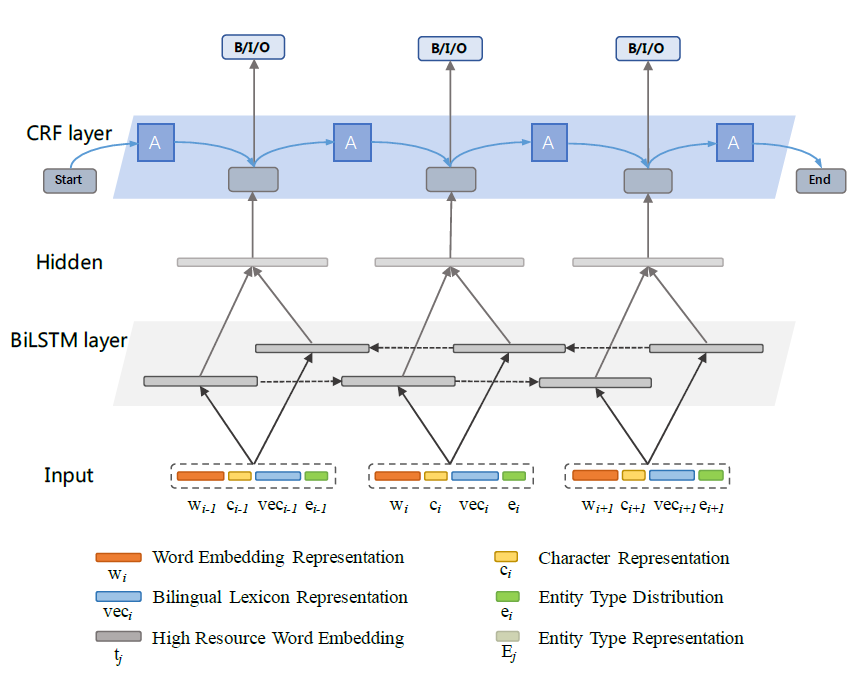 B/I/O B/I/O B/I/O
CRF layer
A A A A
Start End
Hidden
BiLSTM layer
Input
w_{i-1} c_{i-1} vec_{i-1} e_{i-1} w_i c_i vec_i e_i w_{i+1} c_{i+1} vec_{i+1} e_{i+1}
Word Embedding Representation
w_i
Character Representation
c_i
Bilingual Lexicon Representation
vec_i
Entity Type Distribution
e_i
High Resource Word Embedding
t_j
Entity Type Representation
E_j